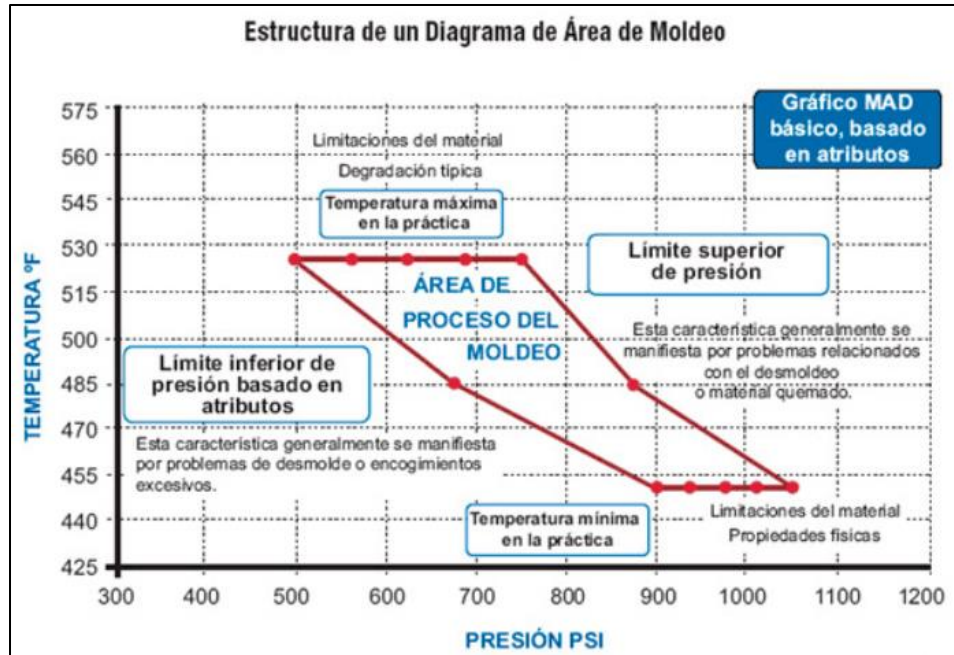 Estructura de un Diagrama de Área de Moldeo
Gráfico MAD
básico, basado
en atributos
TEMPERATURA ºF
575
560
545
530
515
500
485
470
455
440
425
Limitaciones del material
Degradación típica
Temperatura máxima
en la práctica
Límite superior
de presión
ÁREA DE
PROCESO DEL
MOLDEO
Esta característica generalmente se
manifiesta por problemas relacionados
con el desmoldeo
o material quemado.
Límite inferior de
presión basado en
atributos
Esta característica generalmente se manifiesta
por problemas de desmolde o encogimientos
excesivos.
Temperatura mínima
en la práctica
Limitaciones del material
Propiedades físicas
300 400 500 600 700 800 900 1000 1100 1200
PRESIÓN PSI